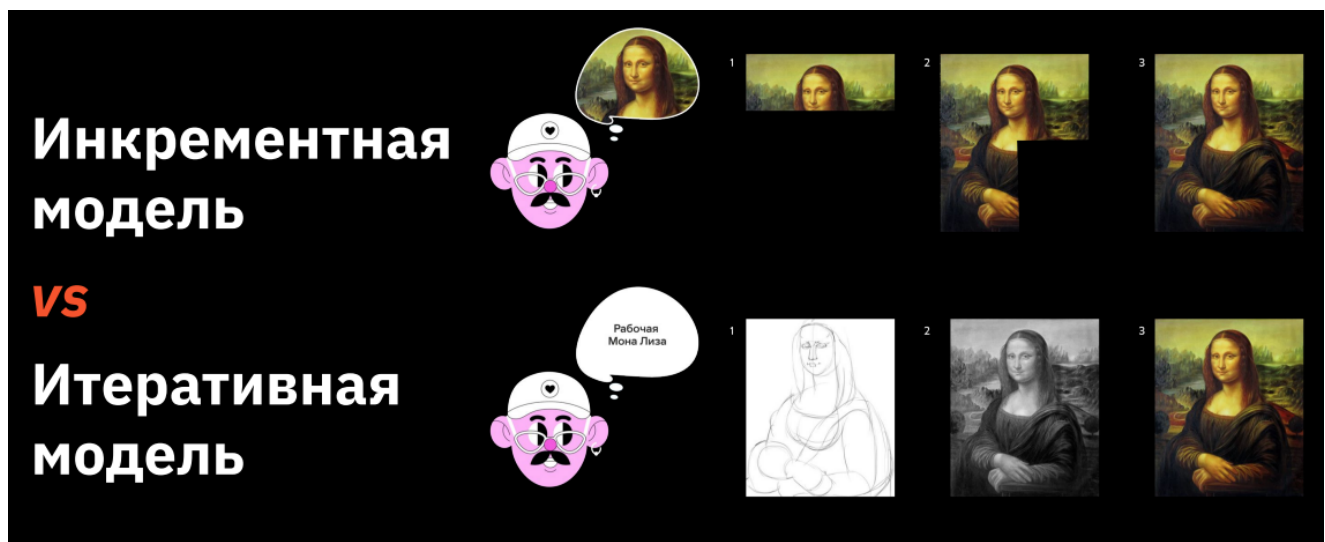 Инкрементная
модель
vs
Итеративная
модель
1
2
3
Рабочая
Мона Лиза
1
2
3